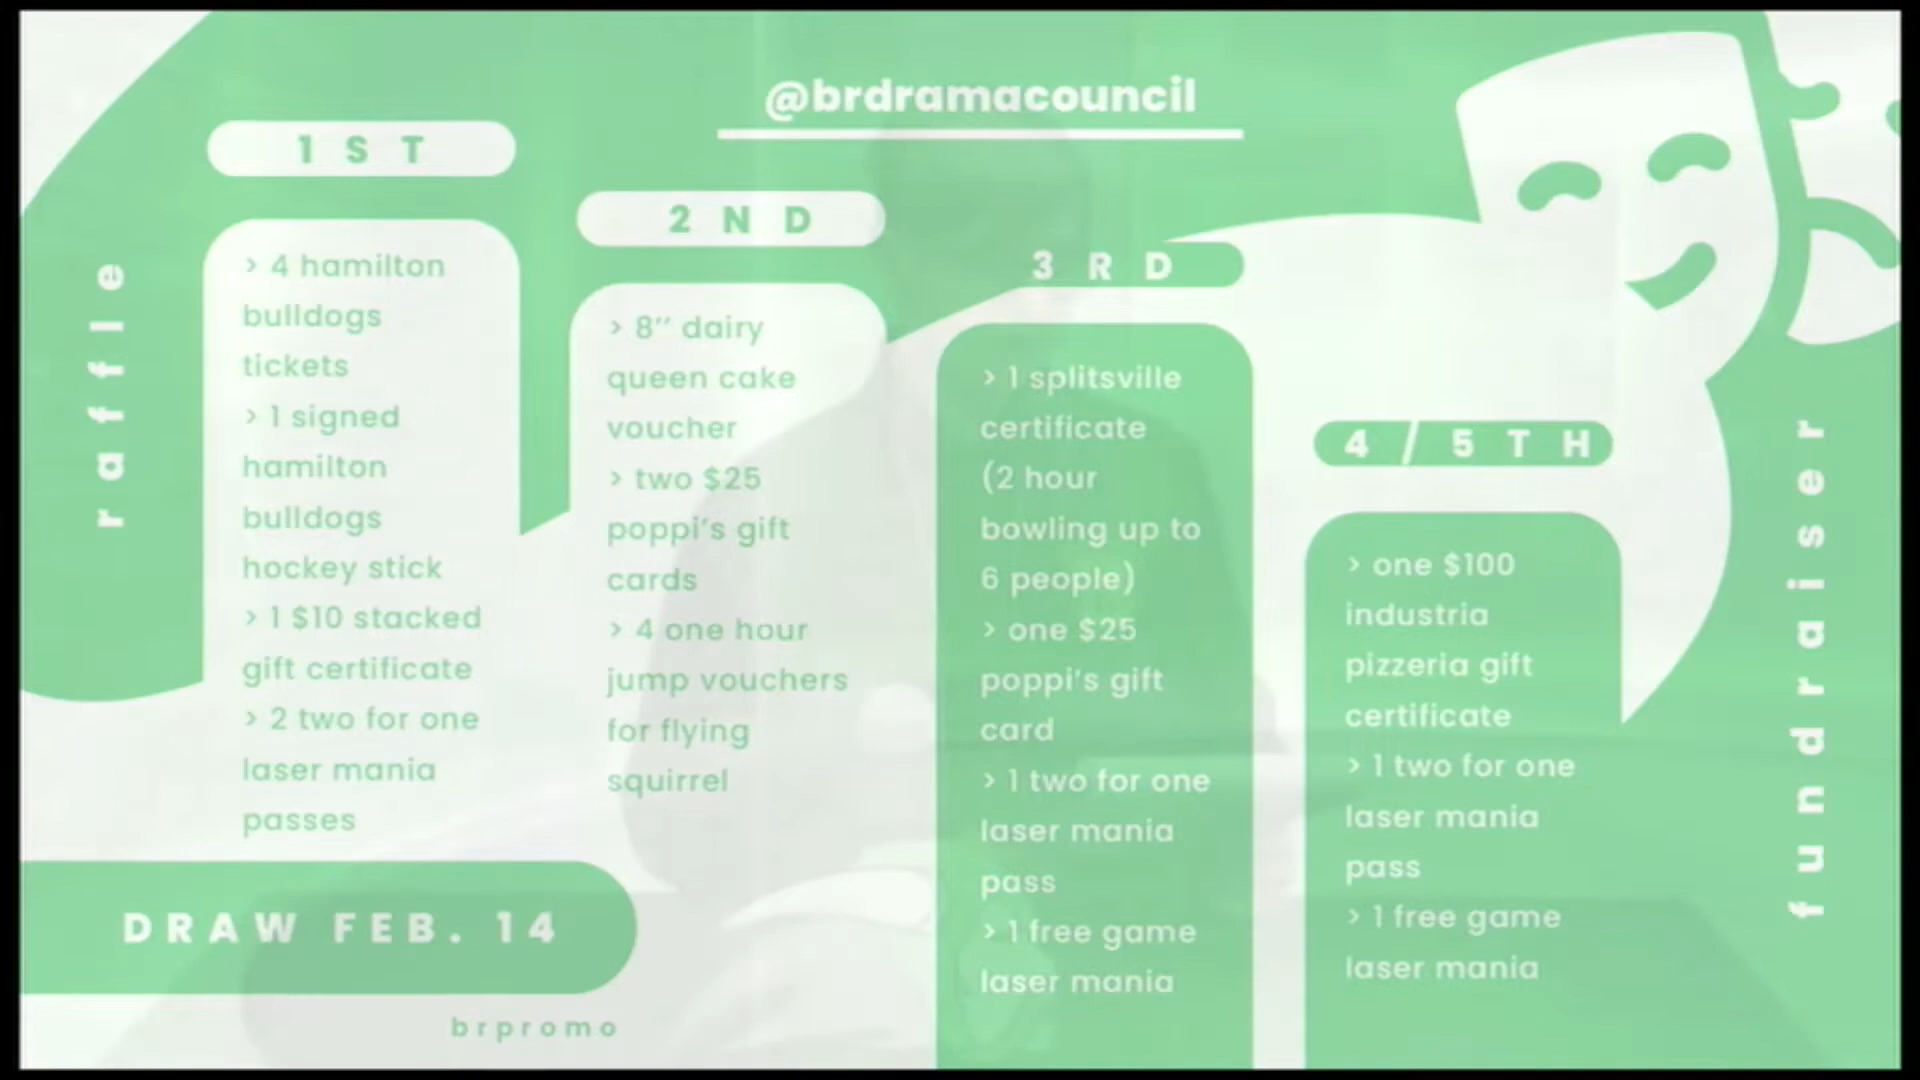 @brdramacouncil
raffle
1ST
> 4 hamilton
bulldogs
tickets
> 1 signed
hamilton
bulldogs
hockey stick
> 1 $10 stacked
gift certificate
> 2 two for one
laser mania
passes
2ND
> 8’’ dairy
queen cake
voucher
> two $25
poppi’s gift
cards
> 4 one hour
jump vouchers
for flying
squirrel
3RD
> 1 splitsville
certificate
(2 hour
bowling up to
6 people)
> one $25
poppi’s gift
card
> 1 two for one
laser mania
pass
> 1 free game
laser mania
4/5TH
> one $100
industria
pizzeria gift
certificate
> 1 two for one
laser mania
pass
> 1 free game
laser mania
fundraiser
DRAW FEB. 14
brpromo